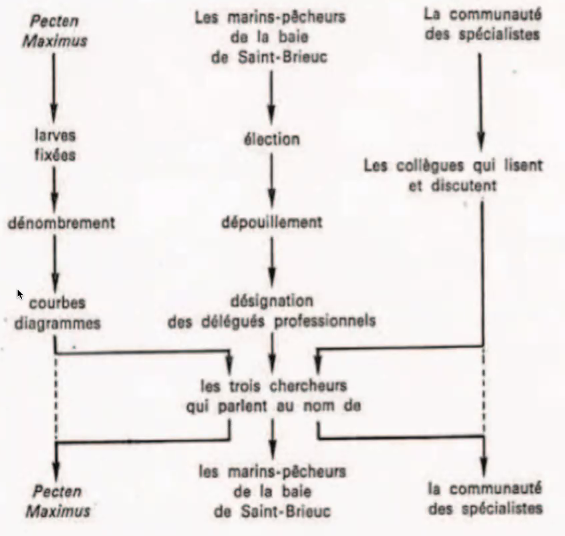 Pecten
Maximus
Les marins-pêcheurs
de la baie
de Saint-Brieuc
La communauté
des spécialistes
larves
fixées
élection
Les collègues qui lisent
et discutent
dénombrement
dépouillement
courbes
diagrammes
désignation
des délégués professionnels
les trois chercheurs
qui parlent au nom de
Pecten
Maximus
les marins-pêcheurs
de la baie
de Saint-Brieuc
la communauté
des spécialistes